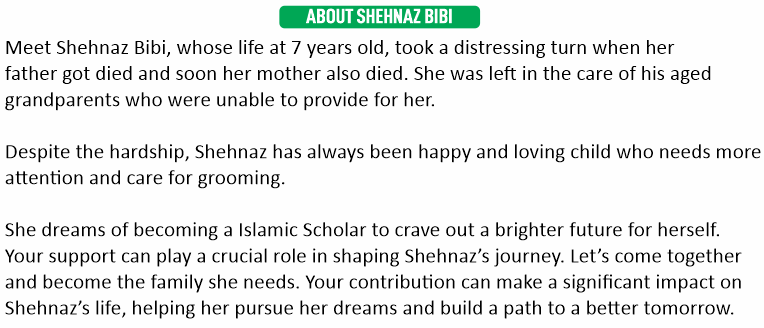 ABOUT SHEHNAZ BIBI
Meet Shehnaz Bibi, whose life at 7 years old, took a distressing turn when her
father got died and soon her mother also died. She was left in the care of his aged
grandparents who were unable to provide for her.
Despite the hardship, Shehnaz has always been happy and loving child who needs more
attention and care for grooming.
She dreams of becoming a Islamic Scholar to crave out a brighter future for herself.
Your support can play a crucial role in shaping Shehnaz’s journey. Let’s come together
and become the family she needs. Your contribution can make a significant impact on
Shehnaz’s life, helping her pursue her dreams and build a path to a better tomorrow.